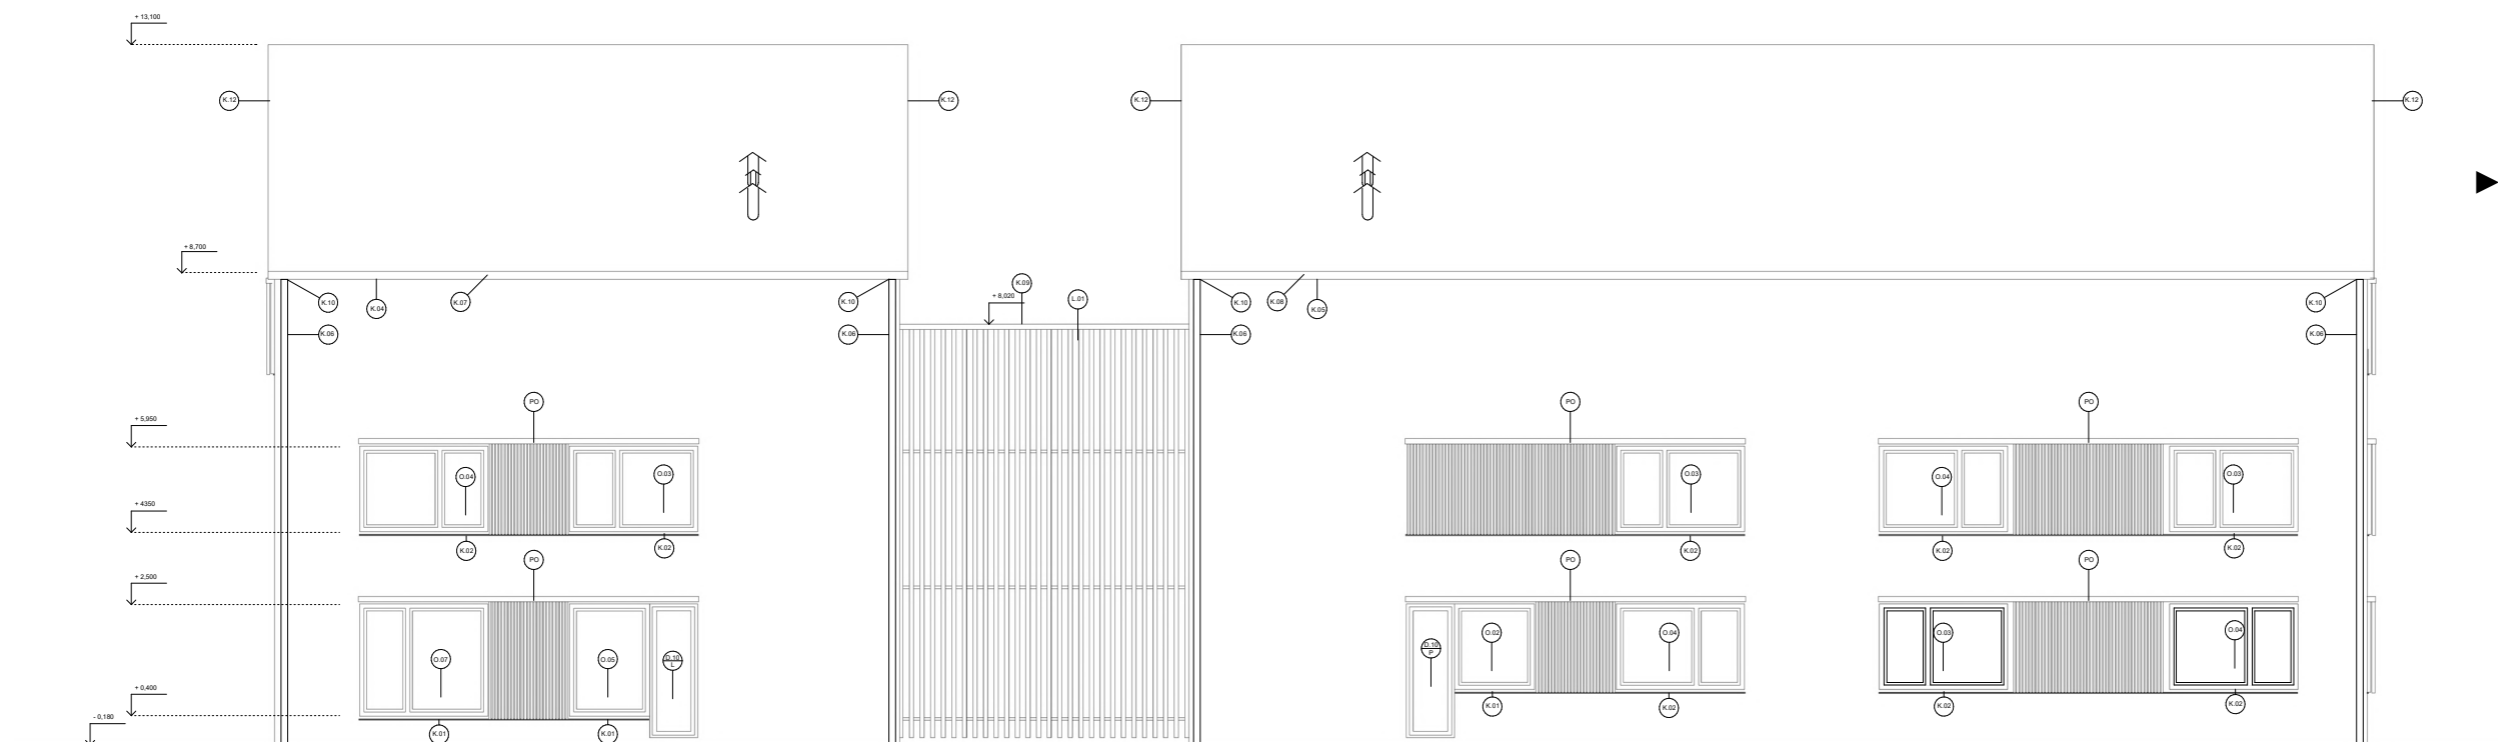 + 13,100
K.12
K.12
K.12
K.12
+ 8,700
K.09
+ 8,020
L.01
K.10
K.04
K.07
K.10
K.10
K.08
K.05
K.10
K.06
K.06
K.06
K.06
PO
PO
PO
+ 5,950
O.04
O.03
O.03
O.04
O.03
+ 4350
K.02
K.02
K.02
K.02
K.02
PO
PO
PO
+ 2,500
O.07
O.05
D.10
L
D.10
P
O.02
O.04
O.03
O.04
+ 0,400
- 0,180
K.01
K.01
K.01
K.02
K.02
K.02